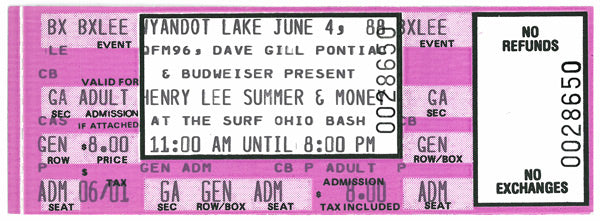 BX BXLEE WYANDOT LAKE JUNE 4, 88 BXLEE
EVENT EVENT
LE QFM96, DAVE GILL PONTIAC
CB & BUDWEISER PRESENT
VALID FOR
GA ADULT HENRY LEE SUMMER & MONEY GA
SEC ADMISSION SEC
CAS IF ATTACHED AT THE SURF OHIO BASH
GEN $8.00 11:00 AM UNTIL 8:00 PM GEN
ROW PRICE ROW/BOX
P GEN ADM CB P ADULT P
ADM 06/01 GA GEN ADM $ 8.00 ADM
TAX ADMISSION
SEAT SEC ROW/BOX SEAT TAX INCLUDED SEAT
0028650
NO
REFUNDS
0028650
NO
EXCHANGES